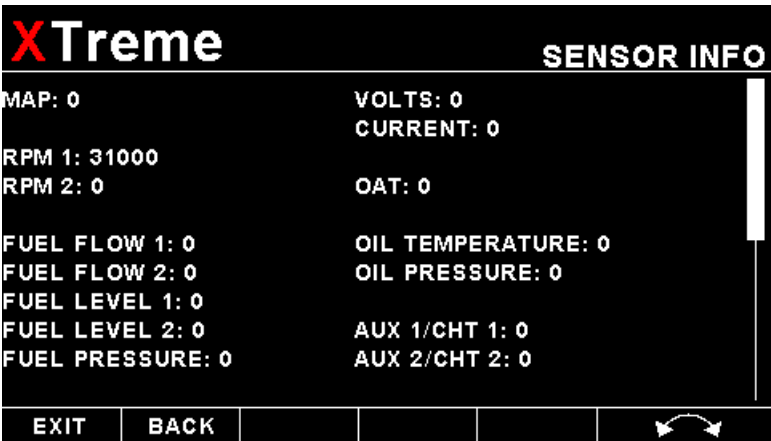 XTreme
SENSOR INFO
MAP: 0
VOLTS: 0
CURRENT: 0
RPM 1: 31000
RPM 2: 0
OAT: 0
FUEL FLOW 1: 0
OIL TEMPERATURE: 0
FUEL FLOW 2: 0
OIL PRESSURE: 0
FUEL LEVEL 1: 0
FUEL LEVEL 2: 0
AUX 1/CHT 1: 0
FUEL PRESSURE: 0
AUX 2/CHT 2: 0
EXIT
BACK